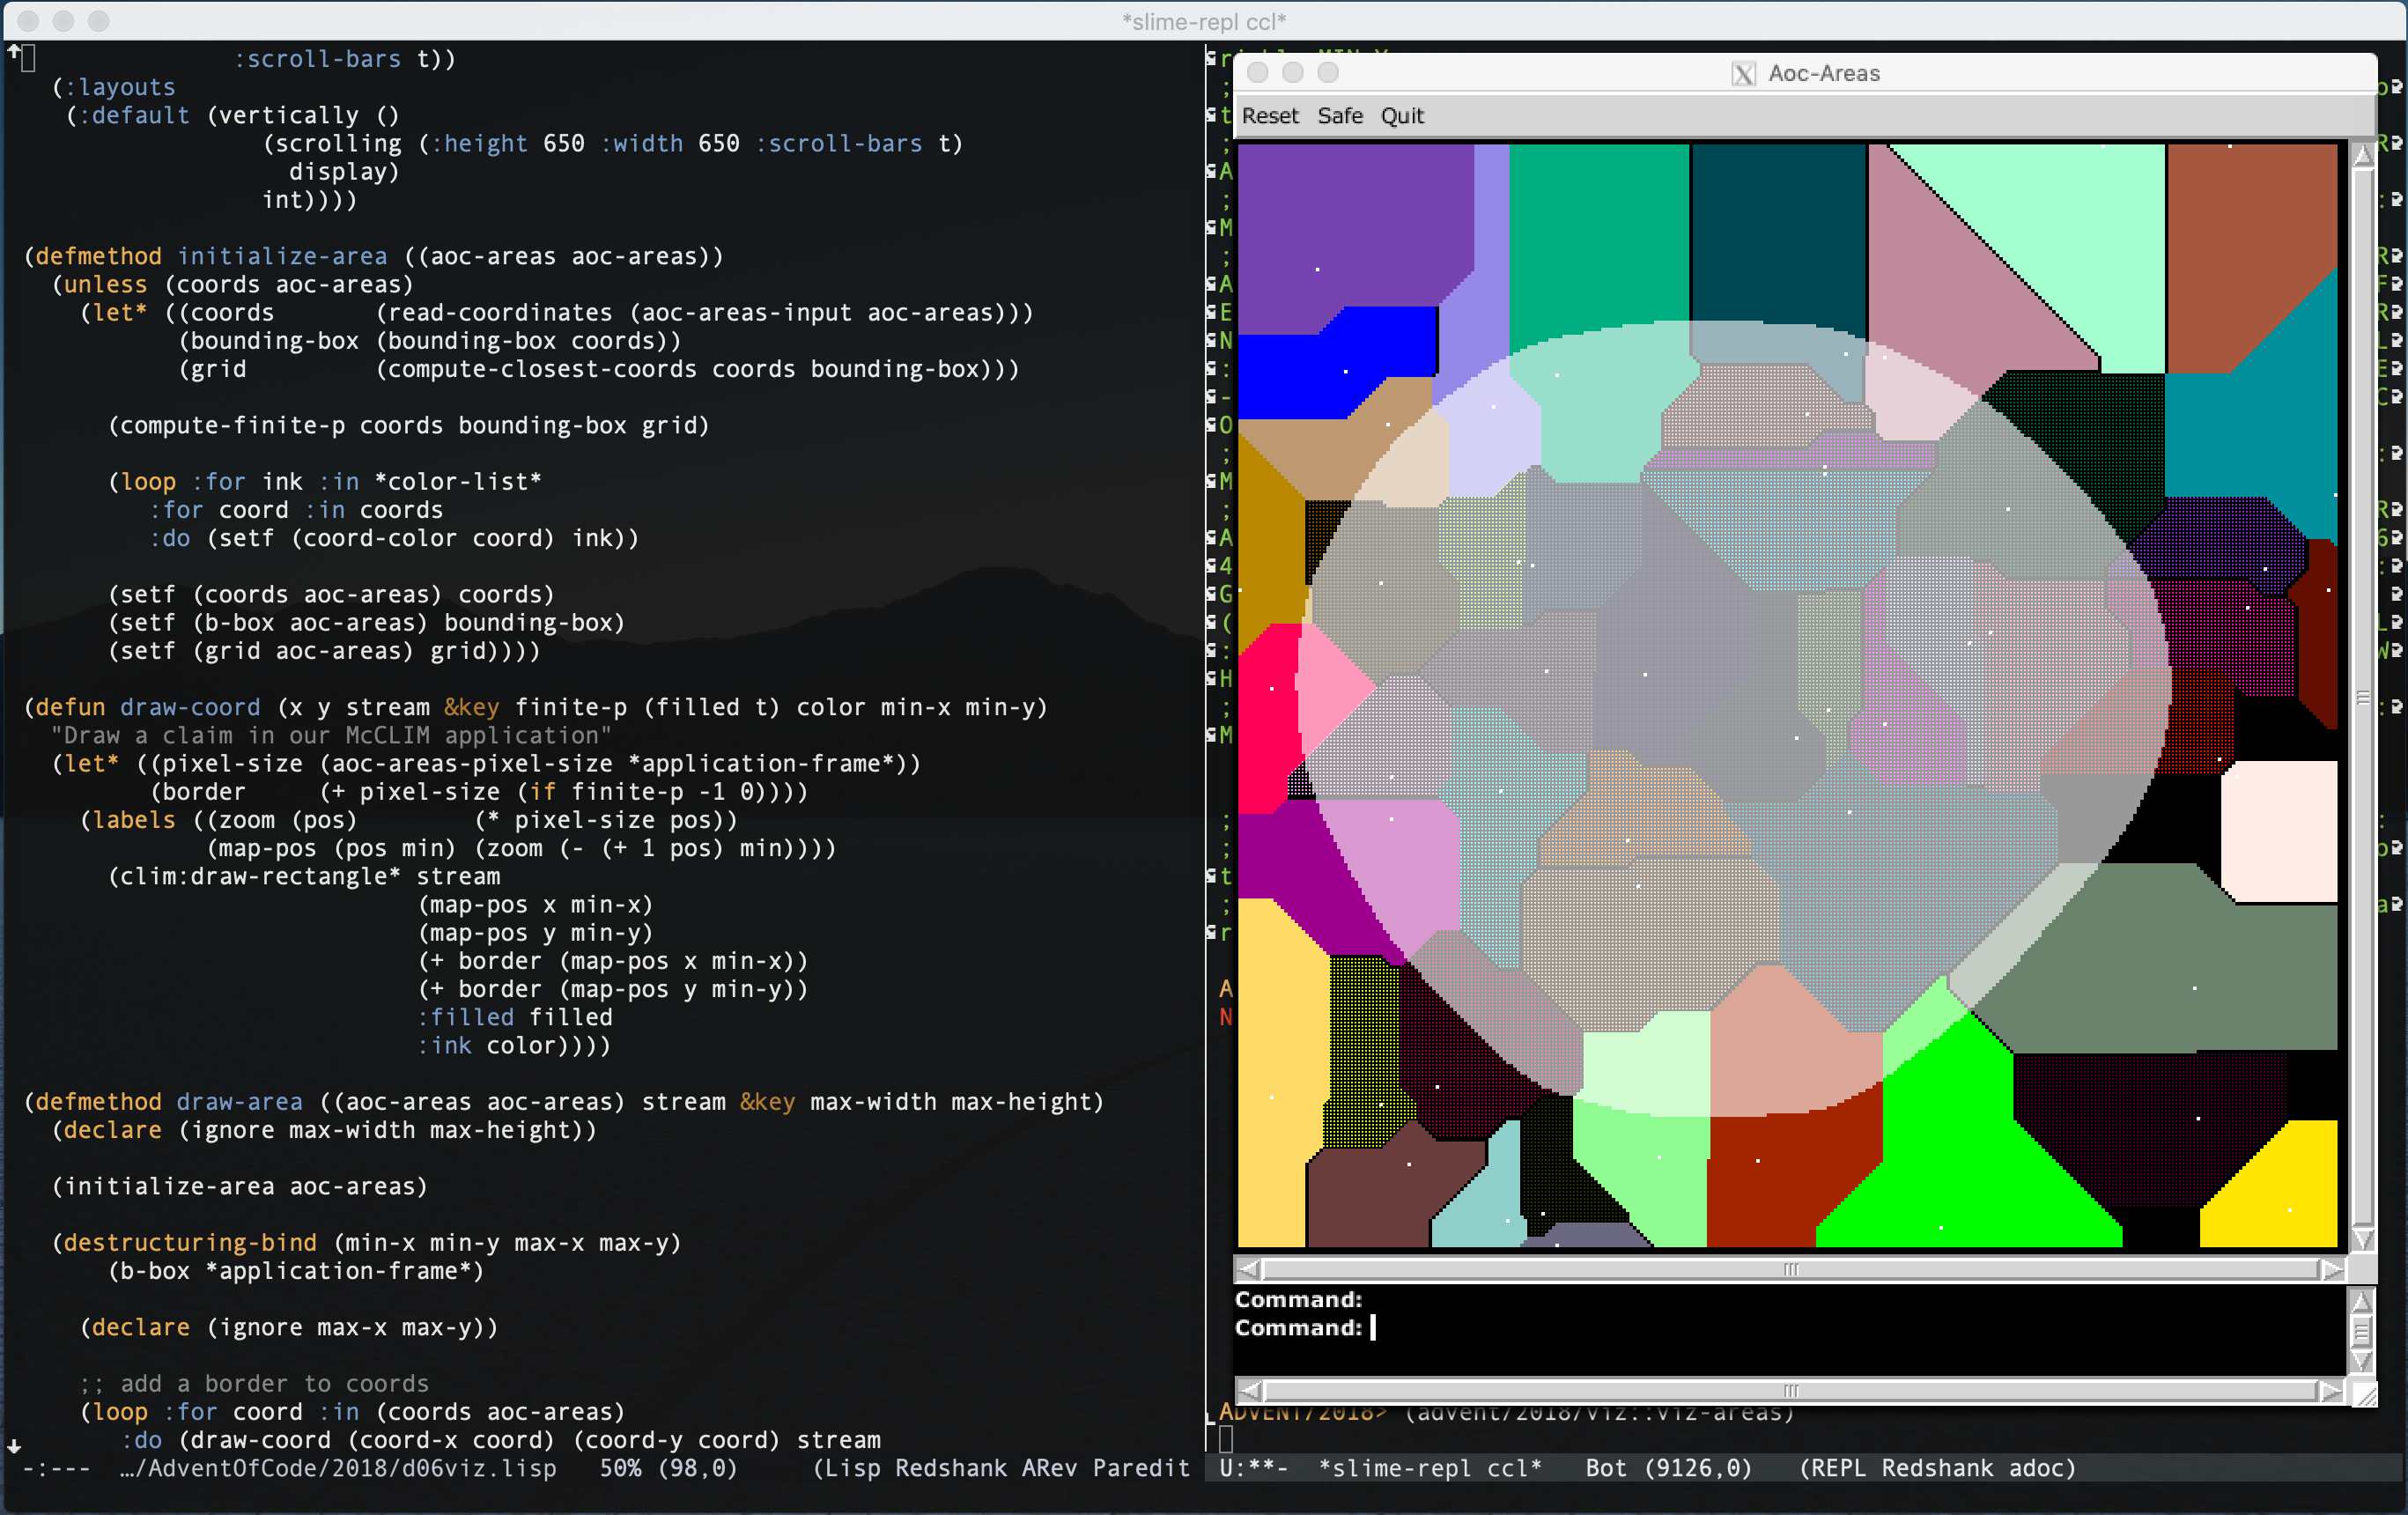 *slime-repl ccl*
:scroll-bars t))
(:layouts
(:default (vertically ()
(scrolling (:height 650 :width 650 :scroll-bars t)
display)
int))))
(defmethod initialize-area ((aoc-areas aoc-areas))
(unless (coords aoc-areas)
(let* ((coords (read-coordinates (aoc-areas-input aoc-areas)))
(bounding-box (bounding-box coords))
(grid (compute-closest-coords coords bounding-box)))
(compute-finite-p coords bounding-box grid)
(loop :for ink :in *color-list*
:for coord :in coords
:do (setf (coord-color coord) ink))
(setf (coords aoc-areas) coords)
(setf (b-box aoc-areas) bounding-box)
(setf (grid aoc-areas) grid))))
(defun draw-coord (x y stream &key finite-p (filled t) color min-x min-y)
"Draw a claim in our McCLIM application"
(let* ((pixel-size (aoc-areas-pixel-size *application-frame*))
(border (+ pixel-size (if finite-p -1 0))))
(labels ((zoom (pos) (* pixel-size pos))
(map-pos (pos min) (zoom (- (+ 1 pos) min))))
(clim:draw-rectangle* stream
(map-pos x min-x)
(map-pos y min-y)
(+ border (map-pos x min-x))
(+ border (map-pos y min-y))
:filled filled
:ink color))))
(defmethod draw-area ((aoc-areas aoc-areas) stream &key max-width max-height)
(declare (ignore max-width max-height))
(initialize-area aoc-areas)
(destructuring-bind (min-x min-y max-x max-y)
(b-box *application-frame*)
(declare (ignore max-x max-y))
;; add a border to coords
(loop :for coord :in (coords aoc-areas)
:do (draw-coord (coord-x coord) (coord-y coord) stream
-:--- …/AdventOfCode/2018/d06viz.lisp 50% (98,0) (Lisp Redshank ARev Paredit
Aoc-Areas
Reset Safe Quit
Command:
Command:
ADVENT/2018> (advent/2018/viz::viz-areas)
U:**- *slime-repl ccl* Bot (9126,0) (REPL Redshank adoc)